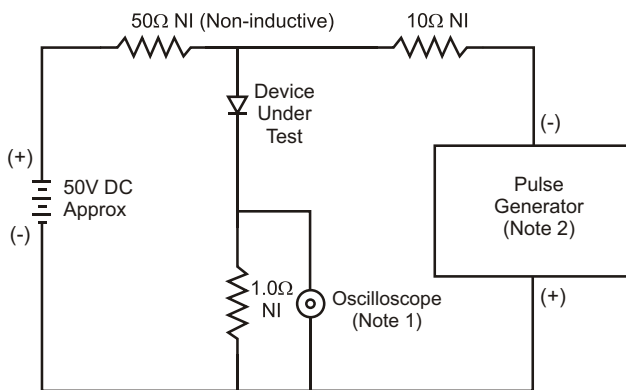 50Ω NI (Non-inductive)
10Ω NI
Device
Under
Test
(+)
50V DC
Approx
(-)
(-)
Pulse
Generator
(Note 2)
(+)
1.0Ω
NI
Oscilloscope
(Note 1)